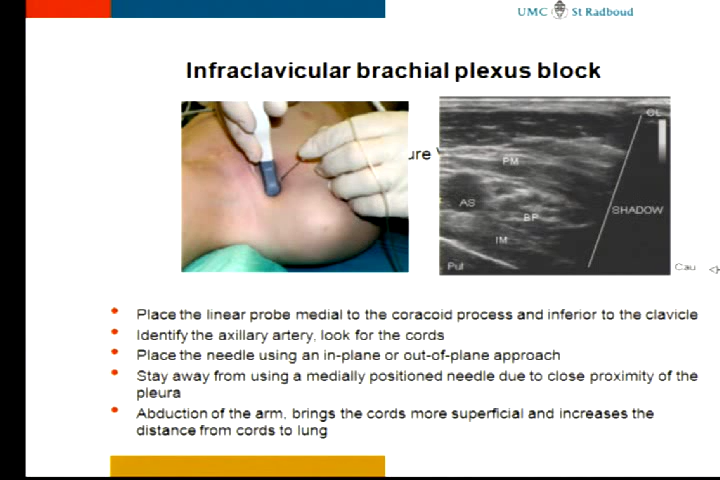 UMC St Radboud
Infraclavicular brachial plexus block
ure
CL
PM
AS
BP
SHADOW
IM
Pul
Cau
Place the linear probe medial to the coracoid process and inferior to the clavicle
Identify the axillary artery, look for the cords
Place the needle using an in-plane or out-of-plane approach
Stay away from using a medially positioned needle due to close proximity of the
pleura
Abduction of the arm, brings the cords more superficial and increases the
distance from cords to lung